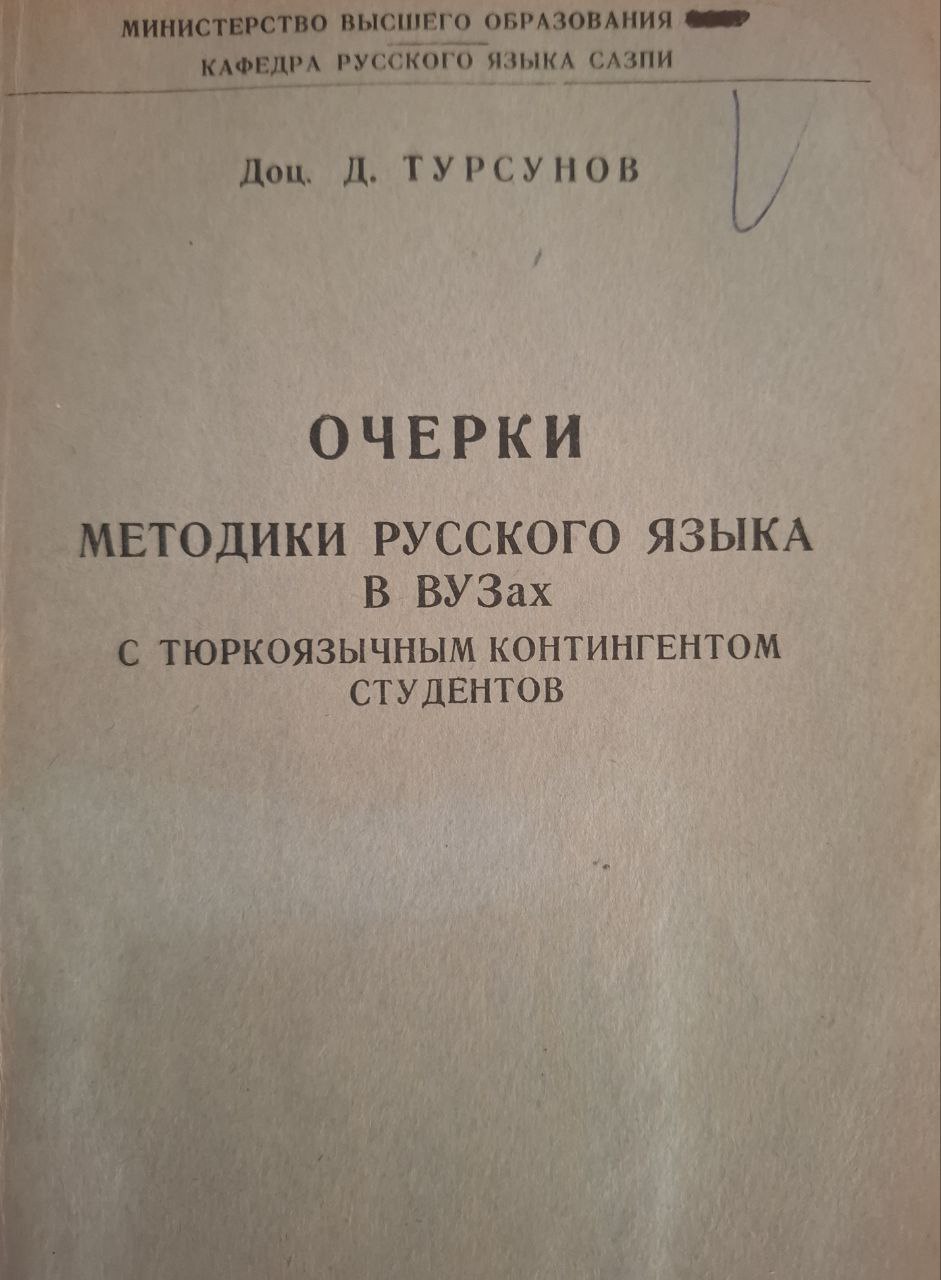 МИНИСТЕРСТВО ВЫСШЕГО ОБРАЗОВАНИЯ
КАФЕДРА РУССКОГО ЯЗЫКА САЗПИ
Доц. Д. ТУРСУНОВ
ОЧЕРКИ
МЕТОДИКИ РУССКОГО ЯЗЫКА
В ВУЗах
С ТЮРКОЯЗЫЧНЫМ КОНТИНГЕНТОМ
СТУДЕНТОВ